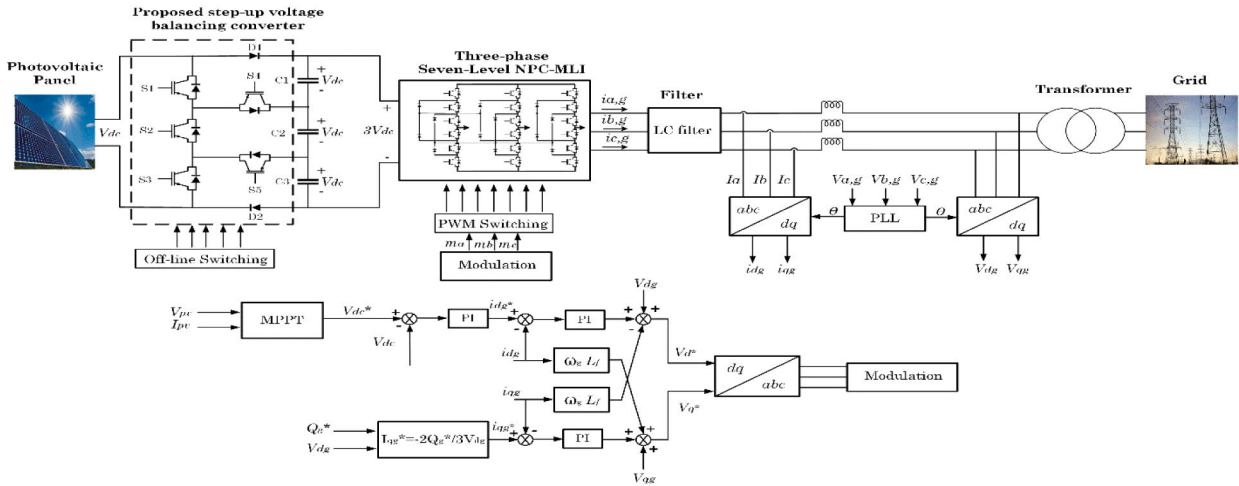 Proposed step-up voltage
balancing converter
Photovoltaic
Panel
Three-phase
Seven-Level NPC-MLI
Filter
Transformer
Grid
D1
S1
S4
C1
+
Vdc
-
Vdc
S2
C2
+
Vdc
-
S3
S5
C3
+
Vdc
-
D2
+
3Vdc
-
ia,g
ib,g
ic,g
LC filter
Ia Ib Ic
Va,g Vb,g Vc,g
abc
dq
Θ
PLL
abc
dq
idg iqg
Vdg Vqg
Off-line Switching
PWM Switching
ma mb mc
Modulation
Vpv
Ipv
MPPT
Vdc*
+
-
Vdc
PI
idg*
+
-
PI
+
-
+
Vdg
idg
ωg Lf
iqg
ωg Lf
Vd*
Vq*
dq
abc
Modulation
Qg*
Vdg
Iqg*=-2Qg*/3Vdg
iqg*
+
-
PI
+
+
+
Vqg